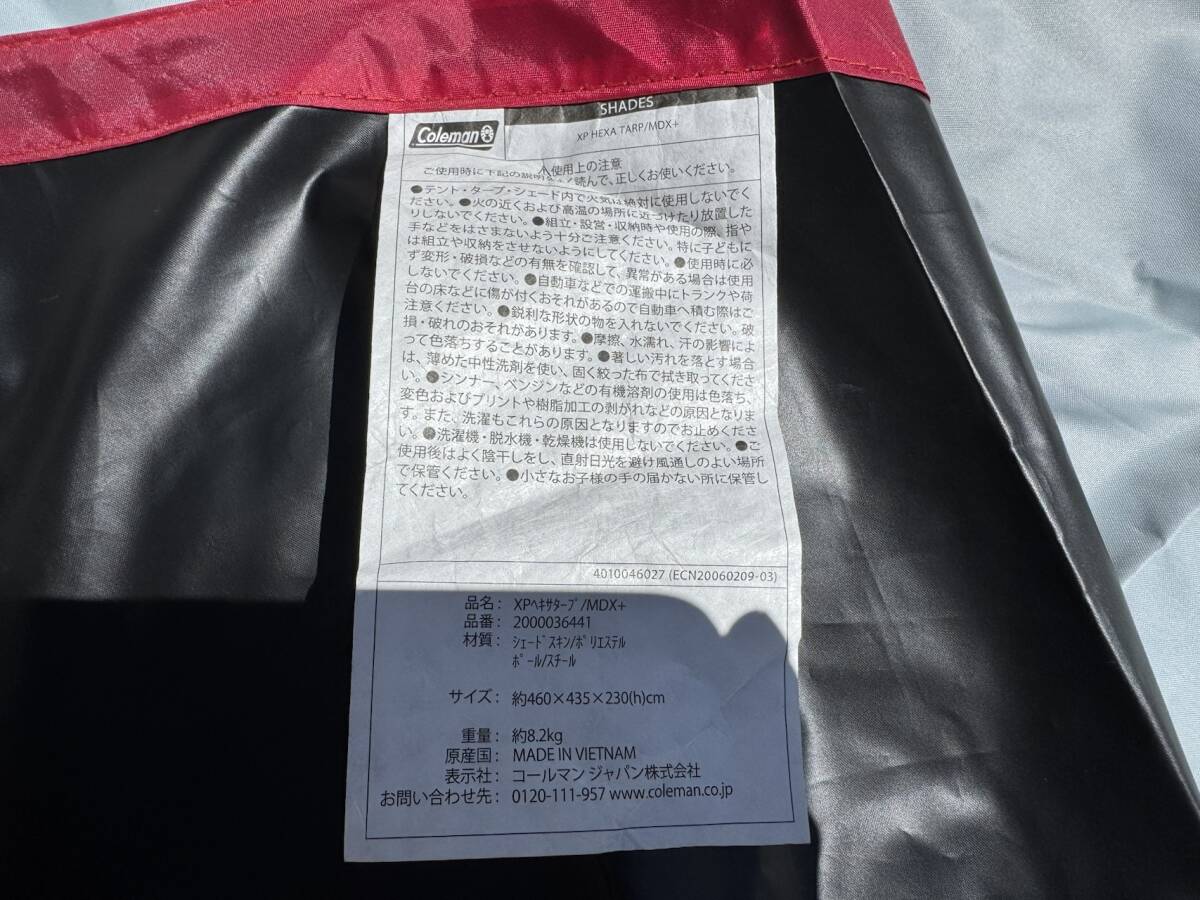 SHADES
Coleman
XP HEXA TARP/MDX+
使用上の注意
ご使用時に下記の説明をよく読んで、正しくお使いください。
●テント・タープ・シェード内で火気は絶対に使用しないでく
ださい。●火の近くおよび高温の場所に近づけたり放置した
りしないでください。●組立・設営・収納時や使用の際、指や
手などをはさまないよう十分ご注意ください。特に子どもに
は組立や収納をさせないようにしてください。●使用時に必
ず変形・破損などの有無を確認して、異常がある場合は使用
しないでください。●自動車などでの運搬中にトランクや荷
台の床などに傷が付くおそれがあるので自動車へ積む際はご
注意ください。●鋭利な形状の物を入れないでください。破
損・破れのおそれがあります。●摩擦、水濡れ、汗の影響によ
って色落ちすることがあります。●著しい汚れを落とす場合
は、薄めた中性洗剤を使い、固く絞った布で拭き取ってくださ
い。●シンナー、ベンジンなどの有機溶剤の使用は色落ち、
変色およびプリントや樹脂加工の剥がれなどの原因となりま
す。また、洗濯もこれらの原因となりますのでお止めくださ
い。●洗濯機・脱水機・乾燥機は使用しないでください。●ご
使用後はよく陰干しをし、直射日光を避け風通しのよい場所
で保管ください。●小さなお子様の手の届かない所に保管し
てください。
4010046027 (ECN20060209-03)
品名： XPﾍｷｻﾀｰﾌﾟ/MDX+
品番： 2000036441
材質： ｼｪｰﾄﾞｽｷﾝ/ﾎﾟﾘｴｽﾃﾙ
ﾎﾟｰﾙ/ｽﾁｰﾙ
サイズ： 約460×435×230(h)cm
重量： 約8.2kg
原産国： MADE IN VIETNAM
表示社： コールマン ジャパン株式会社
お問い合わせ先： 0120-111-957 www.coleman.co.jp